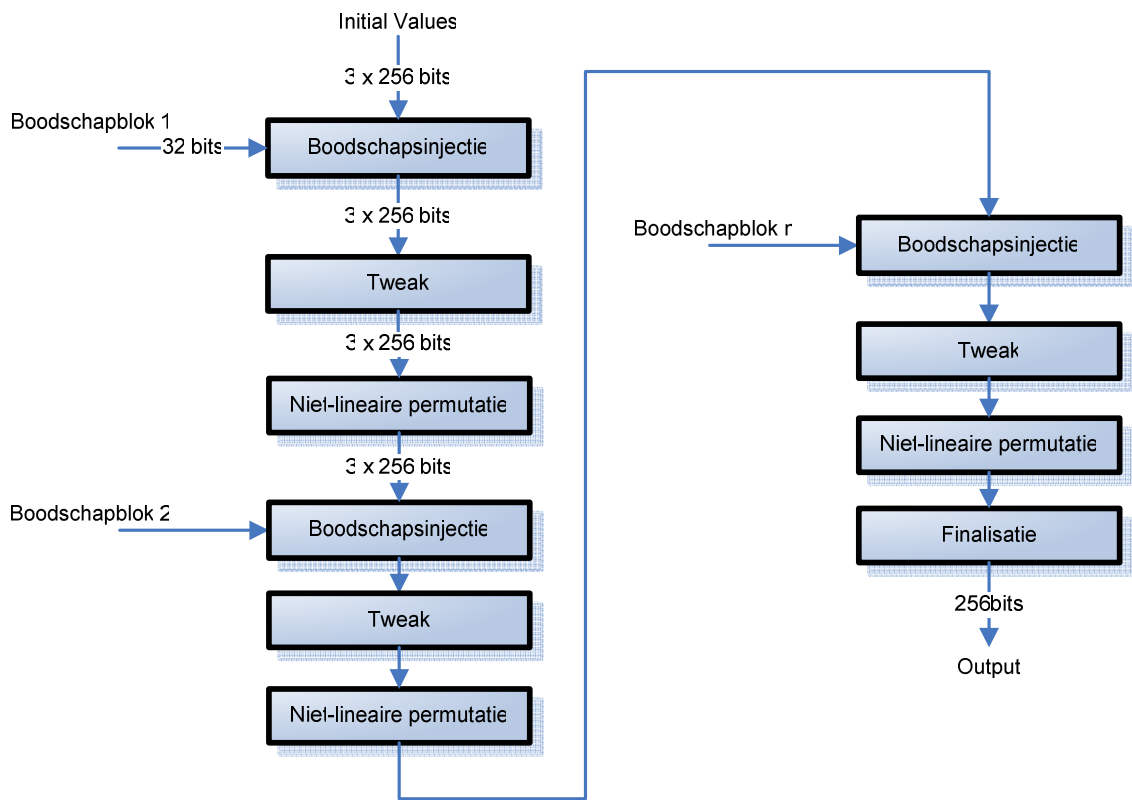 Initial Values
3 x 256 bits
Boodschapblok 1
32 bits
Boodschapsinjectie
3 x 256 bits
Tweak
3 x 256 bits
Niet-lineaire permutatie
3 x 256 bits
Boodschapblok 2
Boodschapsinjectie
Tweak
Niet-lineaire permutatie
Boodschapblok r
Boodschapsinjectie
Tweak
Niet-lineaire permutatie
Finalisatie
256bits
Output